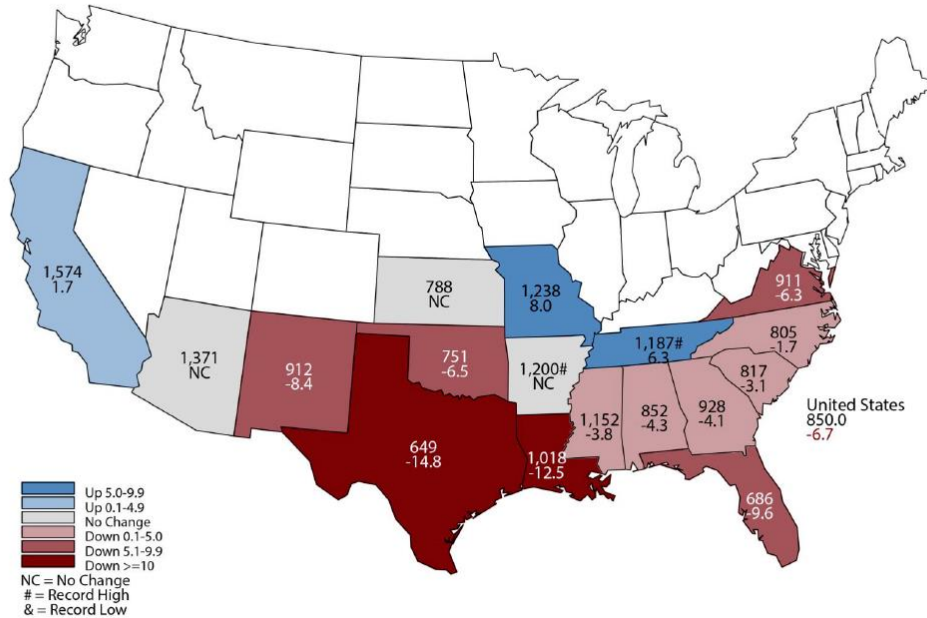 1,574
1.7
1,371
NC
912
-8.4
788
NC
751
-6.5
649
-14.8
1,238
8.0
1,200#
NC
1,018
-12.5
1,187#
6.3
1,152
-3.8
852
-4.3
928
-4.1
911
-6.3
805
-1.7
817
-3.1
686
-9.6
United States
850.0
-6.7
Up 5.0-9.9
Up 0.1-4.9
No Change
Down 0.1-5.0
Down 5.1-9.9
Down >=10
NC = No Change
# = Record High
& = Record Low